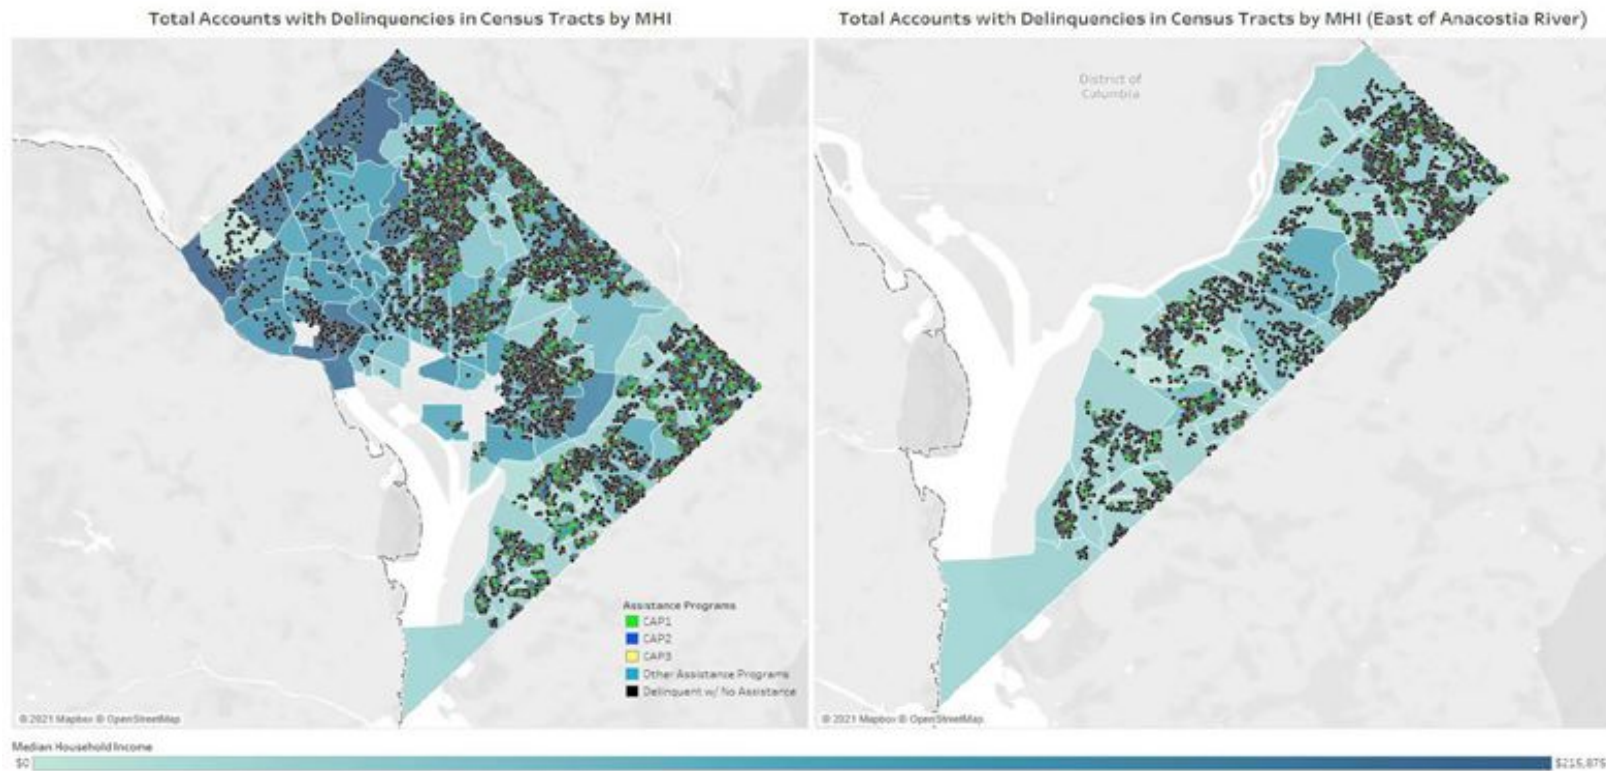 Total Accounts with Delinquencies in Census Tracts by MHI
Total Accounts with Delinquencies in Census Tracts by MHI (East of Anacostia River)
District of
Columbia
Assistance Programs
CAP1
CAP2
CAP3
Other Assistance Programs
Delinquent w/ No Assistance
© 2021 Mapbox © OpenStreetMap
© 2021 Mapbox © OpenStreetMap
Median Household Income
$0
$215,875